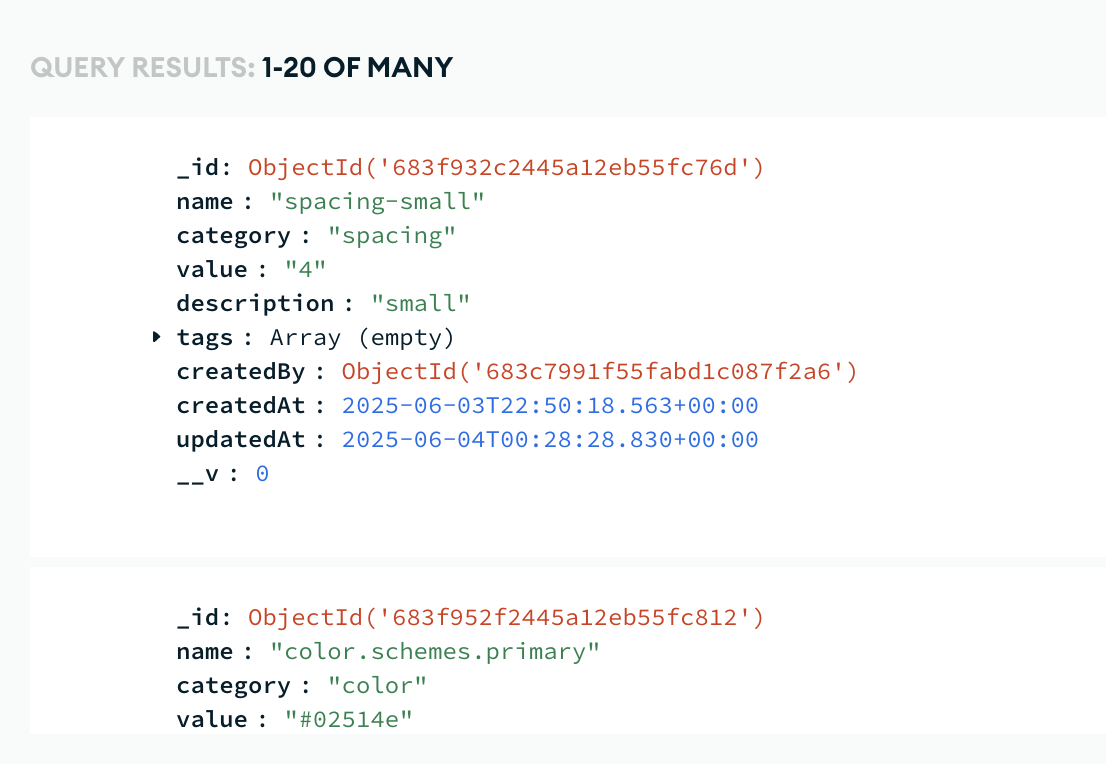 QUERY RESULTS: 1-20 OF MANY
_id: ObjectId('683f932c2445a12eb55fc76d')
name : "spacing-small"
category : "spacing"
value : "4"
description : "small"
tags : Array (empty)
createdBy : ObjectId('683c7991f55fabd1c087f2a6')
createdAt : 2025-06-03T22:50:18.563+00:00
updatedAt : 2025-06-04T00:28:28.830+00:00
__v : 0
_id: ObjectId('683f952f2445a12eb55fc812')
name : "color.schemes.primary"
category : "color"
value : "#02514e"